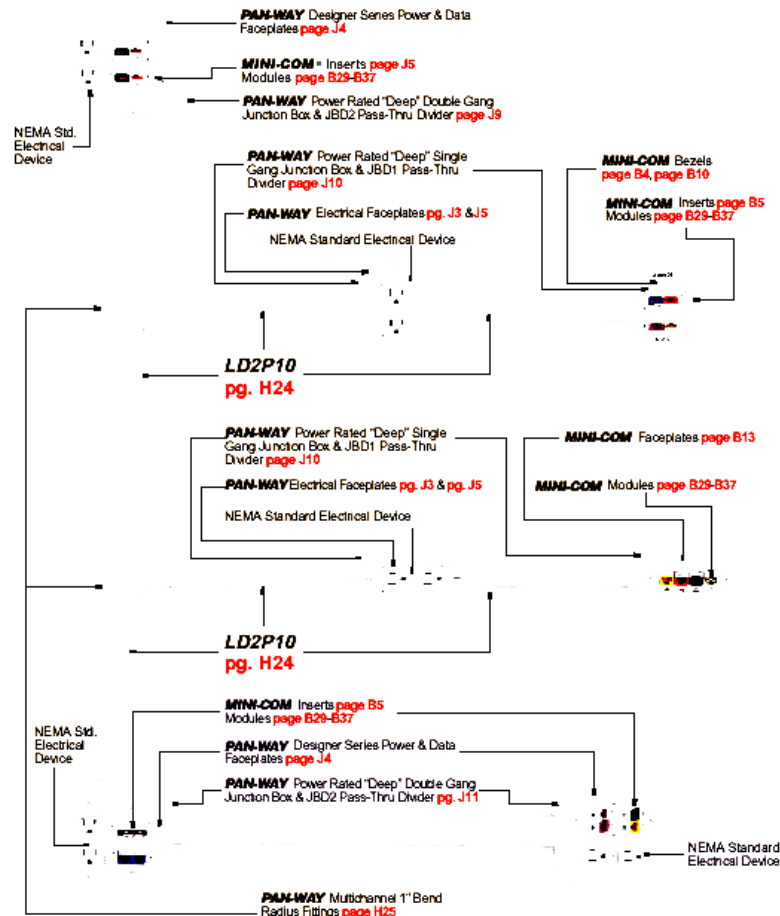 PAN-WAY Designer Series Power & Data
Faceplates page J4
MINI-COM Inserts page J5
Modules page B29-B37
PAN-WAY Power Rated "Deep" Double Gang
Junction Box & JBD2 Pass-Thru Divider page J9
NEMA Std.
Electrical
Device
PAN-WAY Power Rated "Deep" Single
Gang Junction Box & JBD1 Pass-Thru
Divider page J10
MINI-COM Bezels
page B4, page B10
PAN-WAY Electrical Faceplates pg. J3 & J5
MINI-COM Inserts page B5
Modules page B29-B37
NEMA Standard Electrical Device
LD2P10
pg. H24
PAN-WAY Power Rated "Deep" Single
Gang Junction Box & JBD1 Pass-Thru
Divider page J10
MINI-COM Faceplates page B13
PAN-WAY Electrical Faceplates pg. J3 & pg. J5
MINI-COM Modules page B29-B37
NEMA Standard Electrical Device
LD2P10
pg. H24
MINI-COM Inserts page B5
Modules page B29-B37
NEMA Std.
Electrical
Device
PAN-WAY Designer Series Power & Data
Faceplates page J4
PAN-WAY Power Rated "Deep" Double Gang
Junction Box & JBD2 Pass-Thru Divider pg. J11
NEMA Standard
Electrical Device
PAN-WAY Multichannel 1" Bend
Radius Fittings page H25